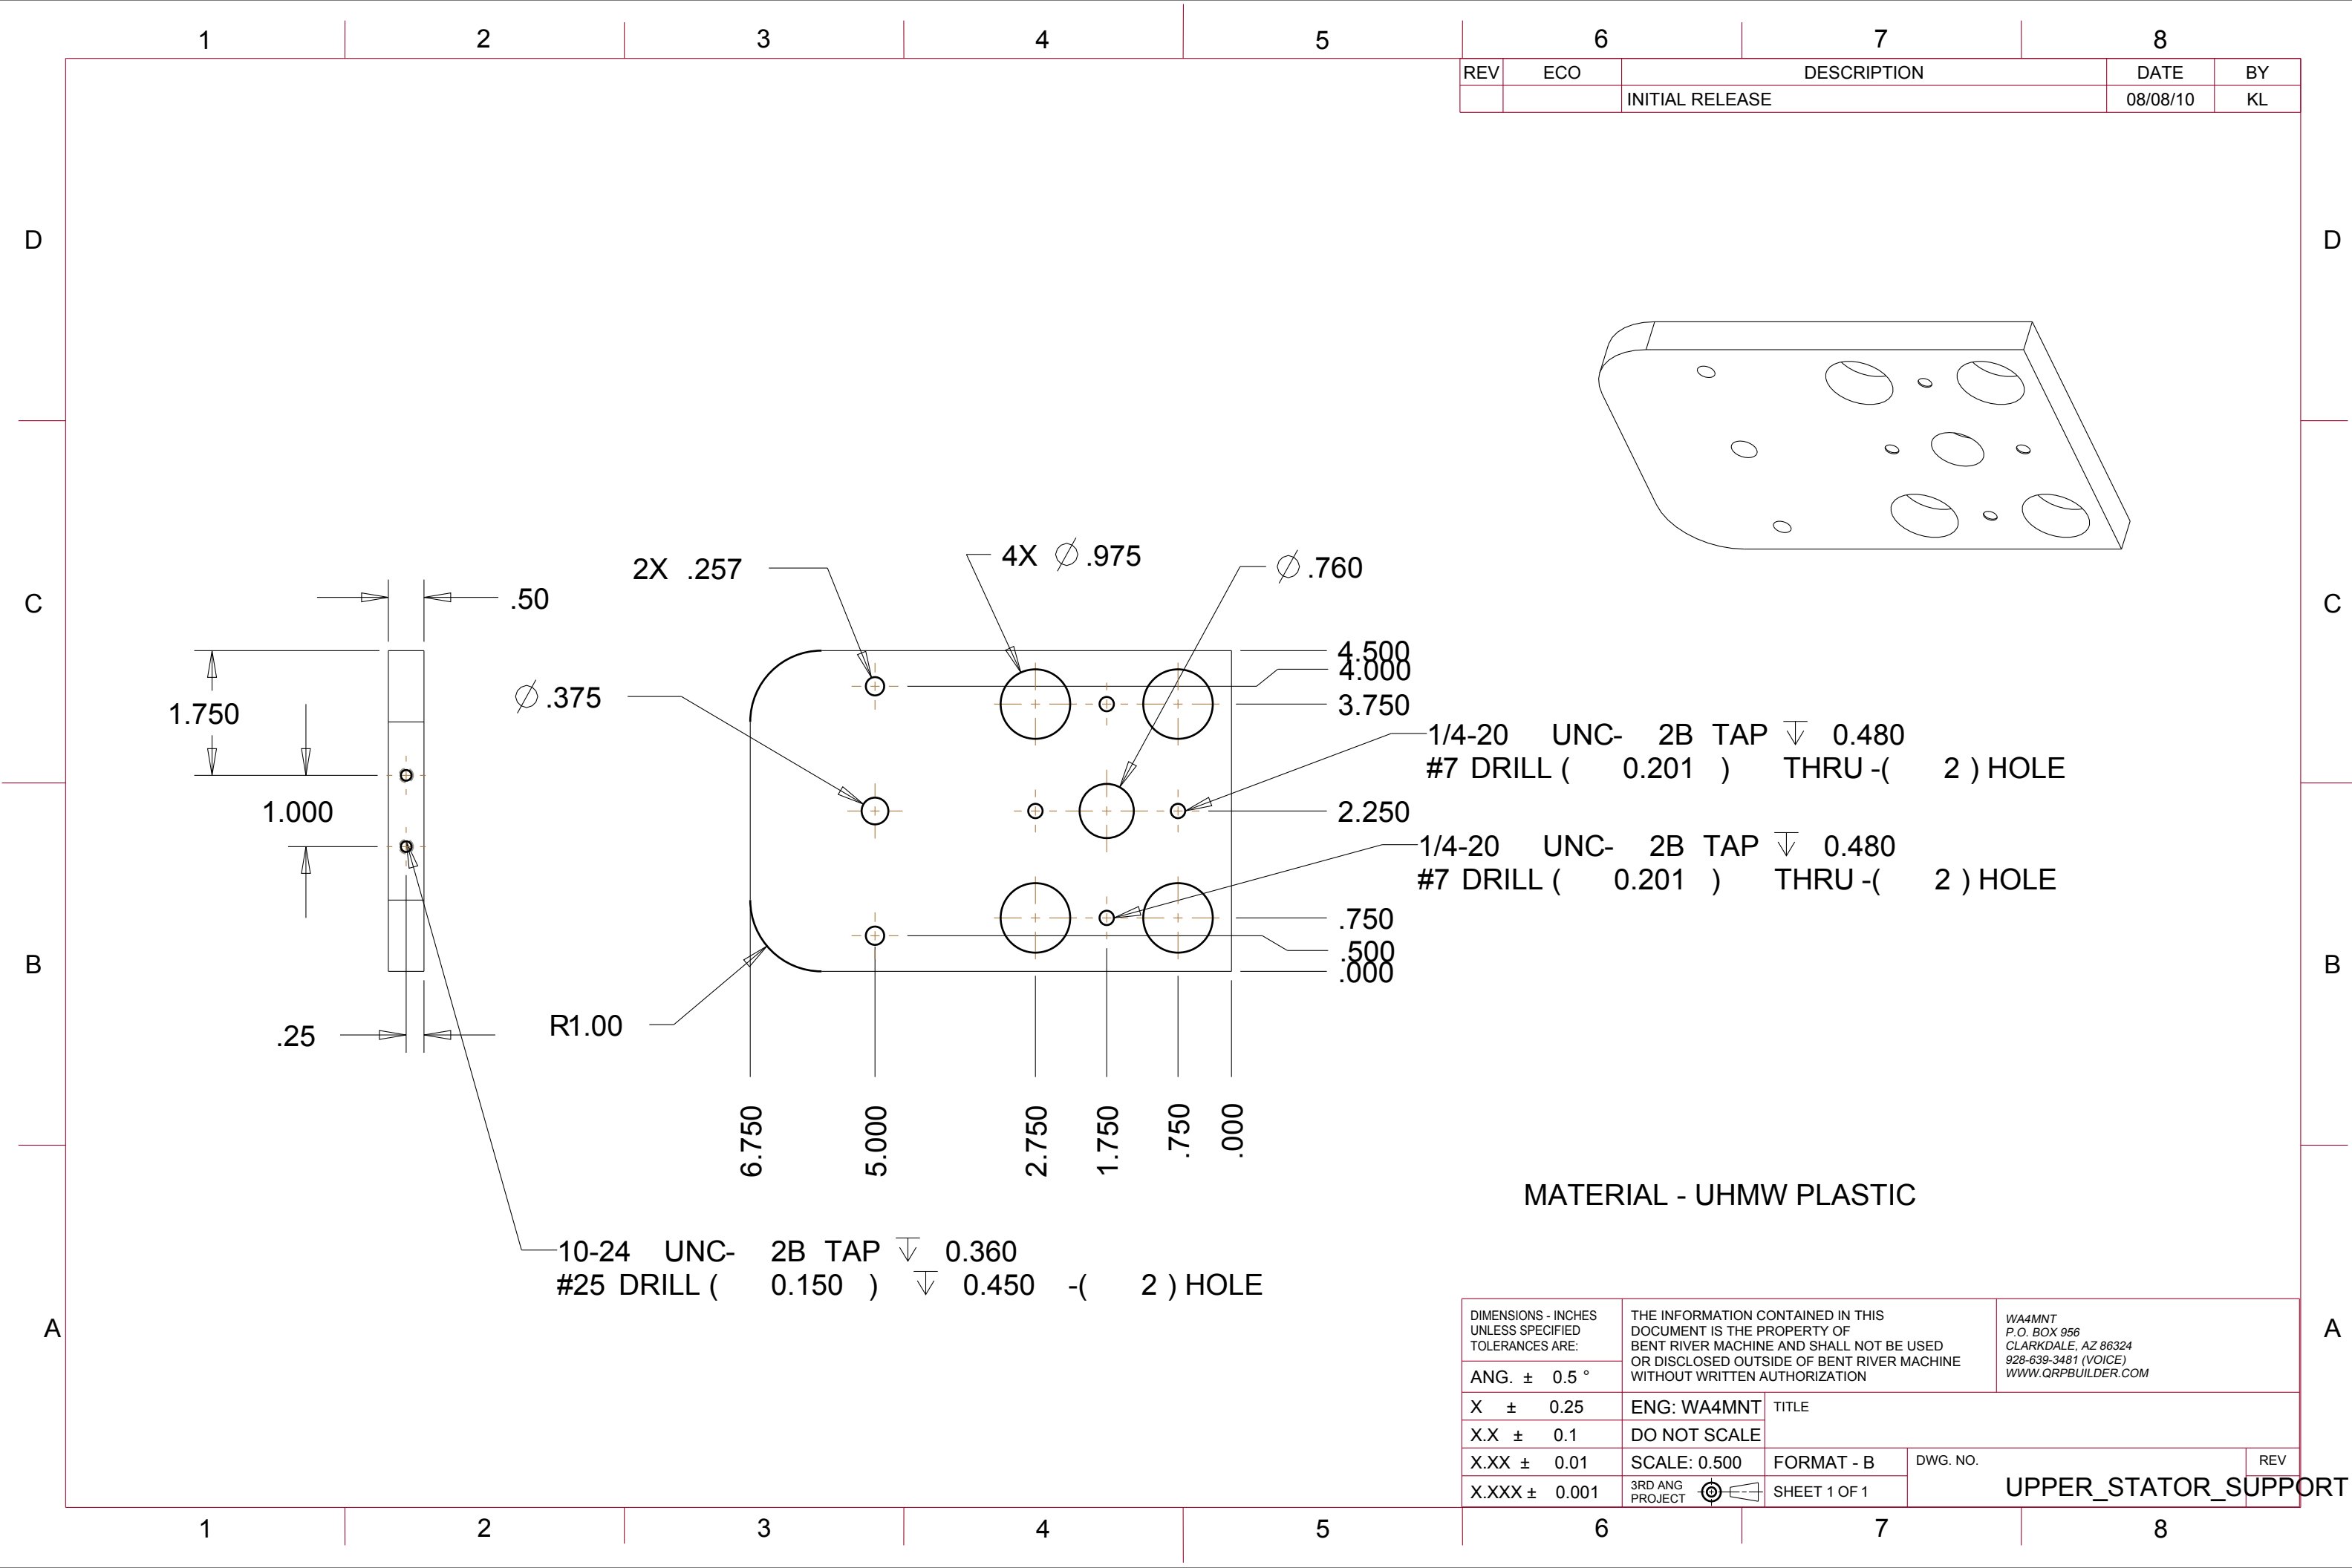 1 2 3 4 5 6 7 8
REV ECO DESCRIPTION DATE BY
INITIAL RELEASE 08/08/10 KL
D D
C C
B B
A A
2X .257
4X ∅ .975
∅ .760
.50
∅ .375
1.750
1.000
.25
R1.00
4.500
4.000
3.750
1/4-20 UNC- 2B TAP ↧ 0.480
#7 DRILL ( 0.201 ) THRU -( 2 ) HOLE
2.250
1/4-20 UNC- 2B TAP ↧ 0.480
#7 DRILL ( 0.201 ) THRU -( 2 ) HOLE
.750
.500
.000
6.750
5.000
2.750
1.750
.750
.000
10-24 UNC- 2B TAP ↧ 0.360
#25 DRILL ( 0.150 ) ↧ 0.450 -( 2 ) HOLE
MATERIAL - UHMW PLASTIC
DIMENSIONS - INCHES
UNLESS SPECIFIED
TOLERANCES ARE:
ANG. ± 0.5 °
X ± 0.25
X.X ± 0.1
X.XX ± 0.01
X.XXX ± 0.001
THE INFORMATION CONTAINED IN THIS
DOCUMENT IS THE PROPERTY OF
BENT RIVER MACHINE AND SHALL NOT BE USED
OR DISCLOSED OUTSIDE OF BENT RIVER MACHINE
WITHOUT WRITTEN AUTHORIZATION
WA4MNT
P.O. BOX 956
CLARKDALE, AZ 86324
928-639-3481 (VOICE)
WWW.QRPBUILDER.COM
ENG: WA4MNT
DO NOT SCALE
SCALE: 0.500
3RD ANG
PROJECT
TITLE
FORMAT - B
SHEET 1 OF 1
DWG. NO.
REV
UPPER_STATOR_SUPPORT
1 2 3 4 5 6 7 8